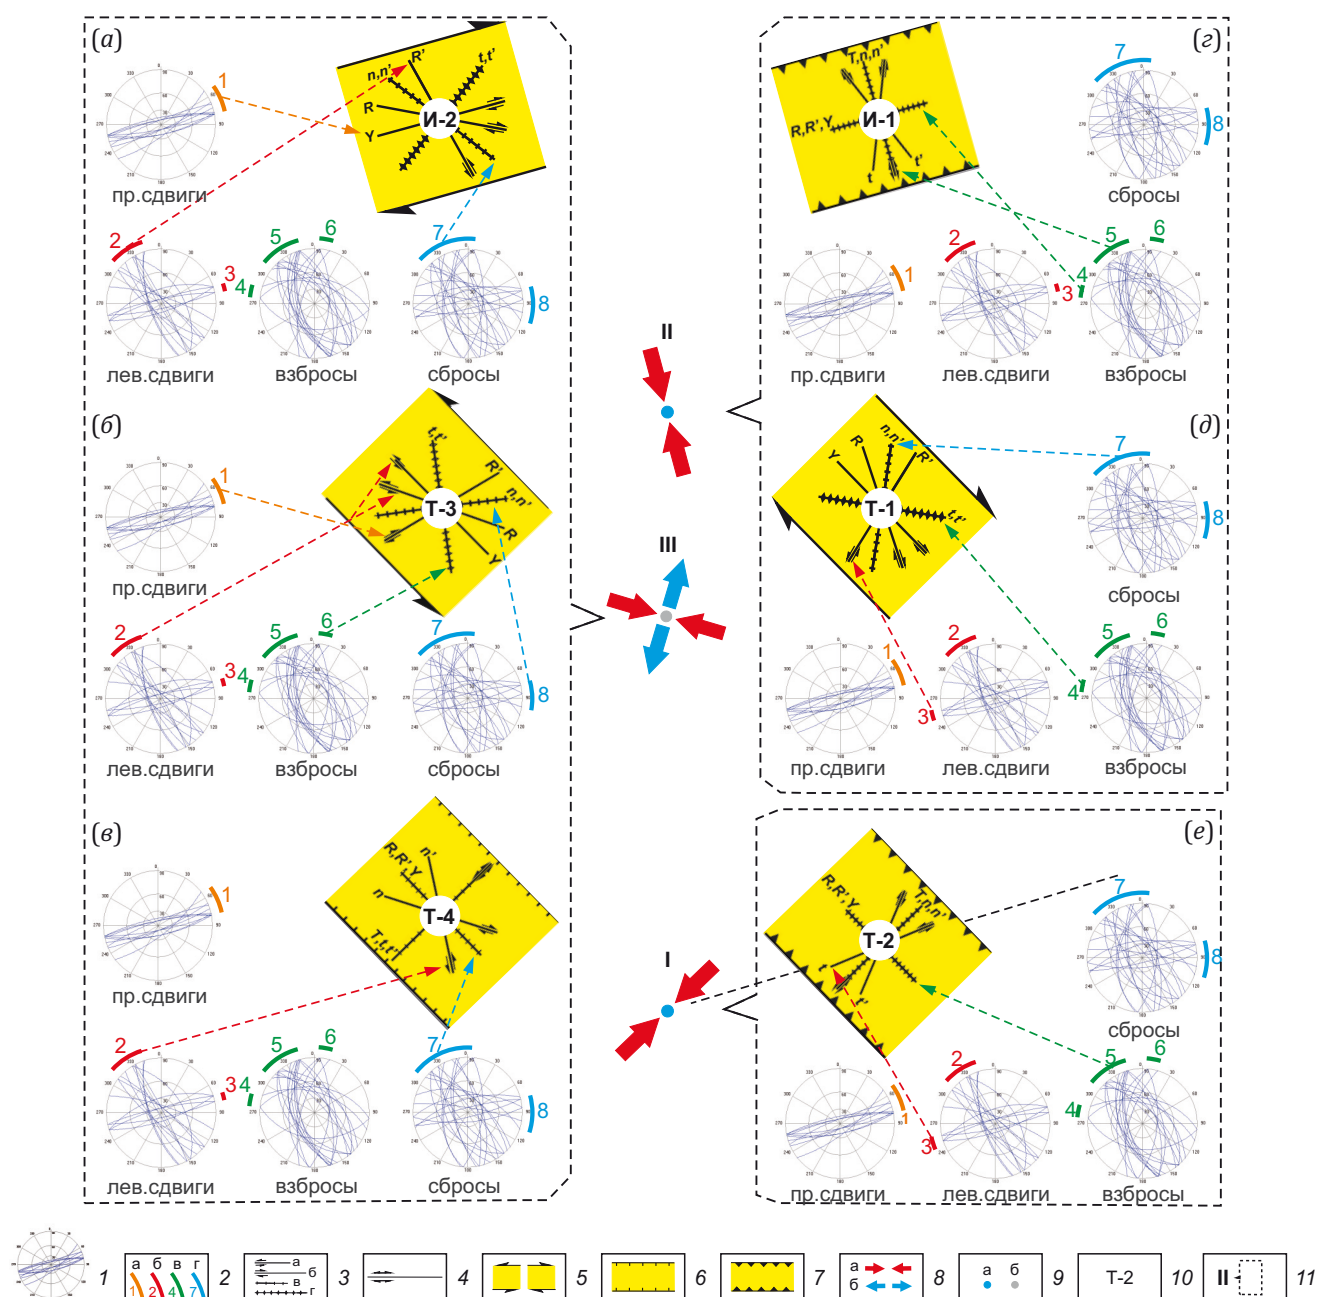 (а)
1
пр.сдвиги
n,n'
R'
t,t'
R
Y
И-2
2
3
4
5
6
7
8
лев.сдвиги
взбросы
сбросы
(б)
1
пр.сдвиги
t,t'
R'
n,n'
R
Y
Т-3
2
3
4
5
6
7
8
лев.сдвиги
взбросы
сбросы
(в)
1
пр.сдвиги
R,R',Y
n'
n
T,t,t'
Т-4
2
3
4
5
6
7
8
лев.сдвиги
взбросы
сбросы
II
III
I
(г)
T,n,n'
R,R',Y
t
t'
И-1
7
8
сбросы
1
2
3
4
5
6
пр.сдвиги
лев.сдвиги
взбросы
(д)
n,n'
R
R'
Y
t,t'
Т-1
7
8
сбросы
1
2
3
4
5
6
пр.сдвиги
лев.сдвиги
взбросы
(е)
R,R',Y
T,n,n'
t
t'
Т-2
7
8
сбросы
1
2
3
4
5
6
пр.сдвиги
лев.сдвиги
взбросы
1
а б в г
1 2 4 7
2
а
б
в
г
3
4
5
6
7
а
б
8
а б
9
Т-2
10
II
11